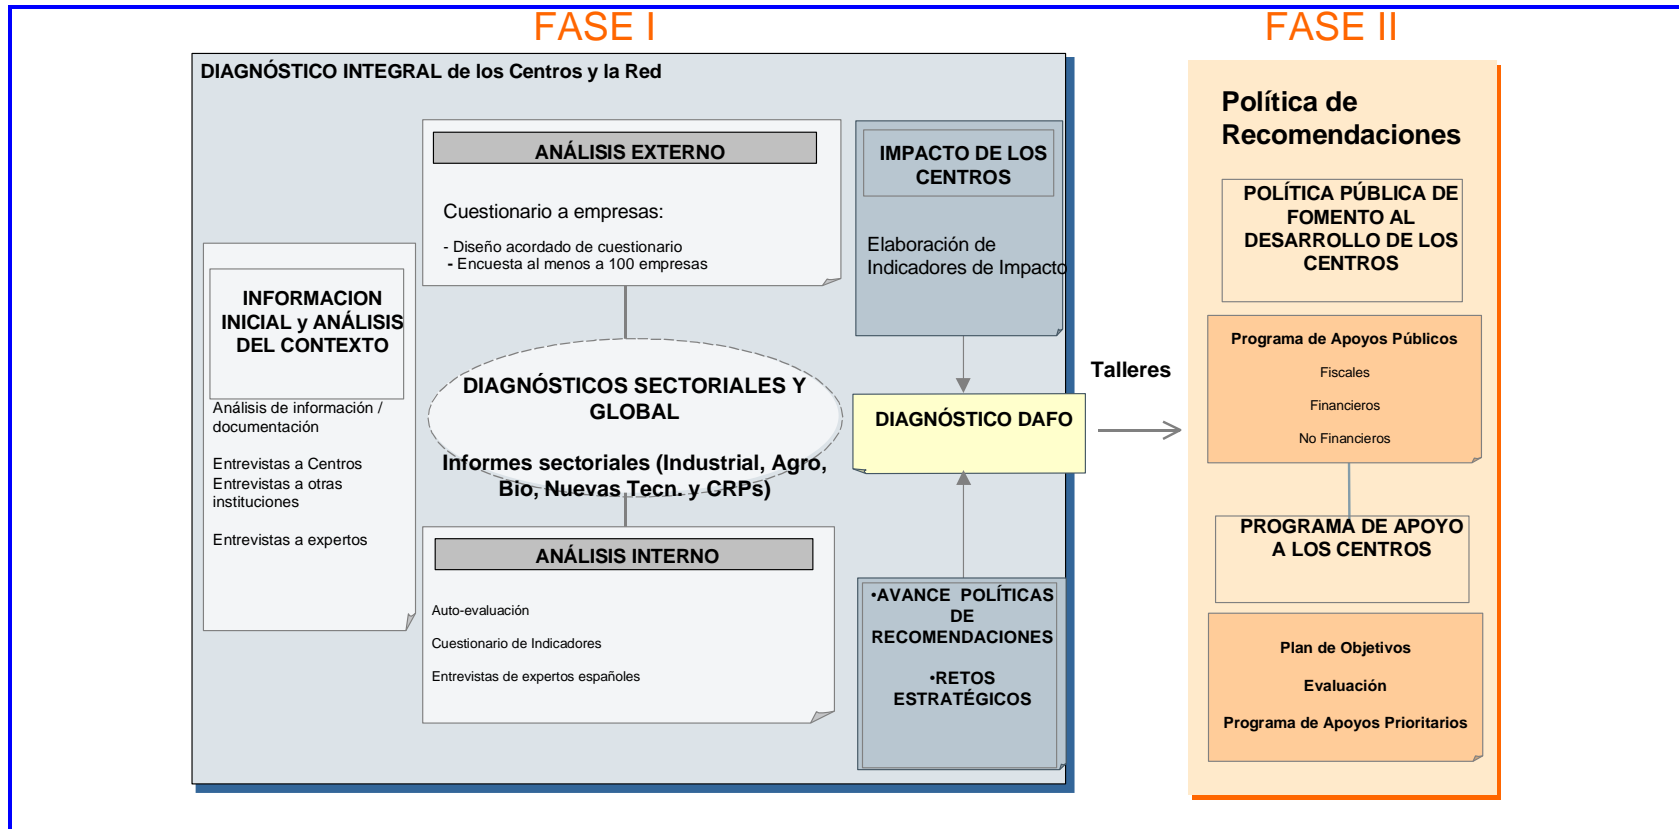 FASE I
FASE II
DIAGNÓSTICO INTEGRAL de los Centros y la Red
INFORMACION
INICIAL y ANÁLISIS
DEL CONTEXTO
Análisis de información /
documentación
Entrevistas a Centros
Entrevistas a otras
instituciones
Entrevistas a expertos
ANÁLISIS EXTERNO
Cuestionario a empresas:
- Diseño acordado de cuestionario
- Encuesta al menos a 100 empresas
DIAGNÓSTICOS SECTORIALES Y
GLOBAL
Informes sectoriales (Industrial, Agro,
Bio, Nuevas Tecn. y CRPs)
ANÁLISIS INTERNO
Auto-evaluación
Cuestionario de Indicadores
Entrevistas de expertos españoles
IMPACTO DE LOS
CENTROS
Elaboración de
Indicadores de Impacto
DIAGNÓSTICO DAFO
•AVANCE POLÍTICAS
DE
RECOMENDACIONES
•RETOS
ESTRATÉGICOS
Talleres
Política de
Recomendaciones
POLÍTICA PÚBLICA DE
FOMENTO AL
DESARROLLO DE LOS
CENTROS
Programa de Apoyos Públicos
Fiscales
Financieros
No Financieros
PROGRAMA DE APOYO
A LOS CENTROS
Plan de Objetivos
Evaluación
Programa de Apoyos Prioritarios